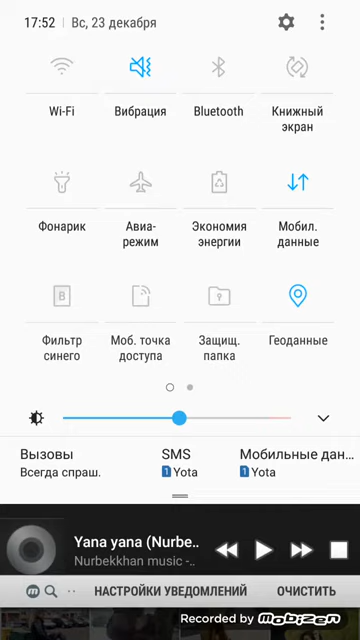 17:52 | Вс, 23 декабря
Wi-Fi
Вибрация
Bluetooth
Книжный
экран
Фонарик
Авиа-
режим
Экономия
энергии
Мобил.
данные
B
Фильтр
синего
Моб. точка
доступа
Защищ.
папка
Геоданные
Вызовы
Всегда спраш.
SMS
1 Yota
Мобильные дан...
1 Yota
Yana yana (Nurbe..
Nurbekkhan music -..
m
НАСТРОЙКИ УВЕДОМЛЕНИЙ
ОЧИСТИТЬ
Recorded by MOBIZEN